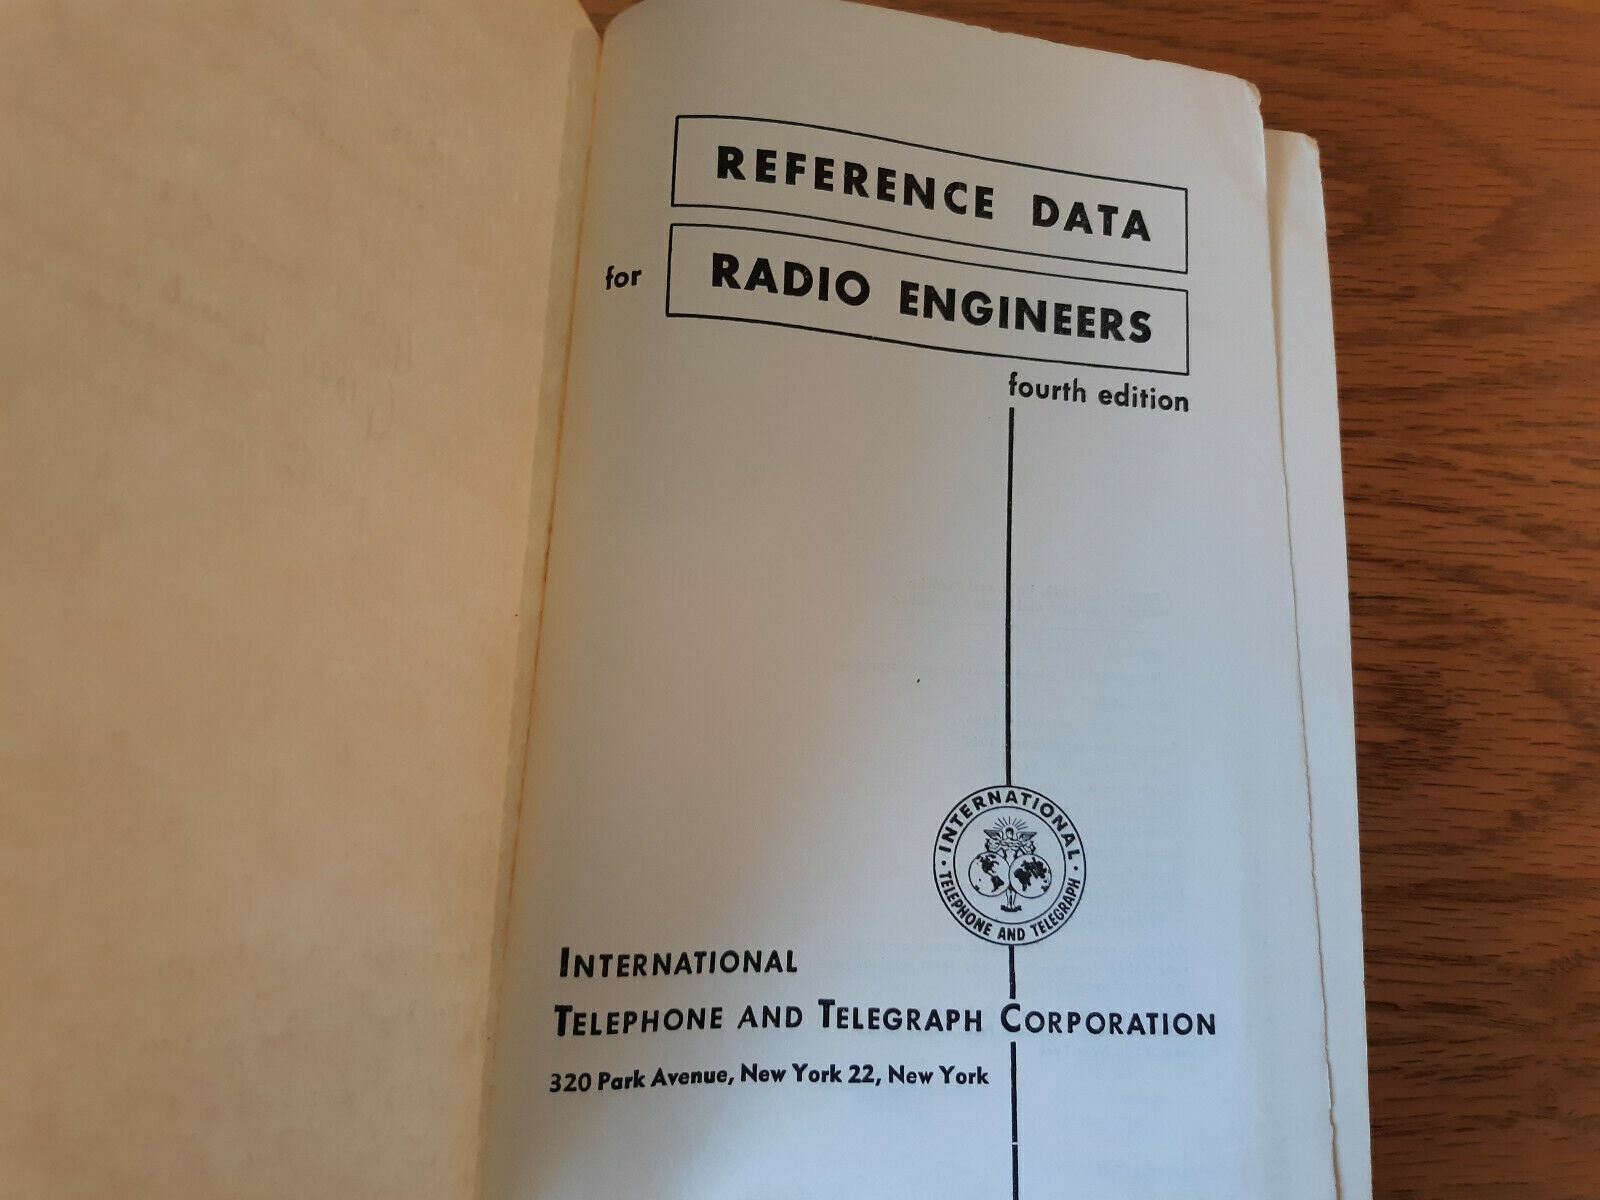 REFERENCE DATA
for RADIO ENGINEERS
fourth edition
INTERNATIONAL
TELEPHONE AND TELEGRAPH
INTERNATIONAL
TELEPHONE AND TELEGRAPH CORPORATION
320 Park Avenue, New York 22, New York